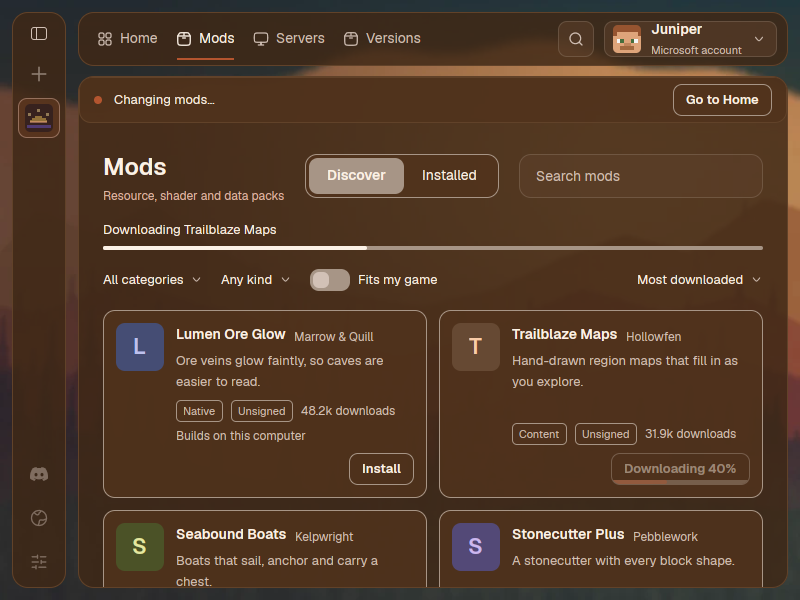 Home
Mods
Servers
Versions
Juniper
Microsoft account
Changing mods…
Go to Home
Mods
Resource, shader and data packs
Discover
Installed
Search mods
Downloading Trailblaze Maps
All categories
Any kind
Fits my game
Most downloaded
L
Lumen Ore Glow Marrow & Quill
Ore veins glow faintly, so caves are
easier to read.
Native Unsigned 48.2k downloads
Builds on this computer
Install
T
Trailblaze Maps Hollowfen
Hand-drawn region maps that fill in as
you explore.
Content Unsigned 31.9k downloads
Downloading 40%
S
Seabound Boats Kelpwright
Boats that sail, anchor and carry a
chest.
S
Stonecutter Plus Pebblework
A stonecutter with every block shape.